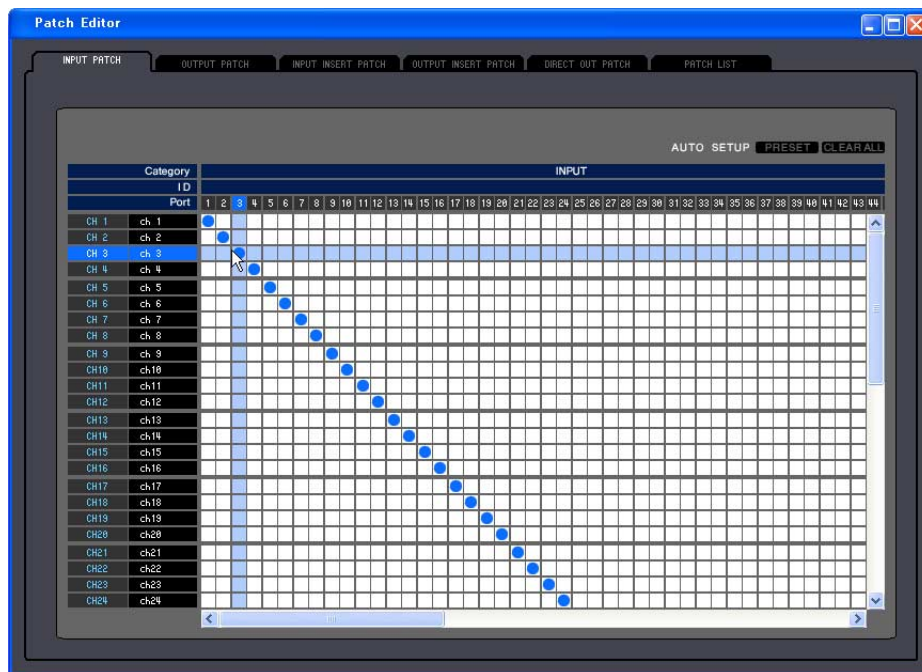 Patch Editor
INPUT PATCH OUTPUT PATCH INPUT INSERT PATCH OUTPUT INSERT PATCH DIRECT OUT PATCH PATCH LIST
AUTO SETUP PRESET CLEAR ALL
Category INPUT
ID
Port 1 2 3 4 5 6 7 8 9 10 11 12 13 14 15 16 17 18 19 20 21 22 23 24 25 26 27 28 29 30 31 32 33 34 35 36 37 38 39 40 41 42 43 44
CH 1 ch 1
CH 2 ch 2
CH 3 ch 3
CH 4 ch 4
CH 5 ch 5
CH 6 ch 6
CH 7 ch 7
CH 8 ch 8
CH 9 ch 9
CH10 ch10
CH11 ch11
CH12 ch12
CH13 ch13
CH14 ch14
CH15 ch15
CH16 ch16
CH17 ch17
CH18 ch18
CH19 ch19
CH20 ch20
CH21 ch21
CH22 ch22
CH23 ch23
CH24 ch24